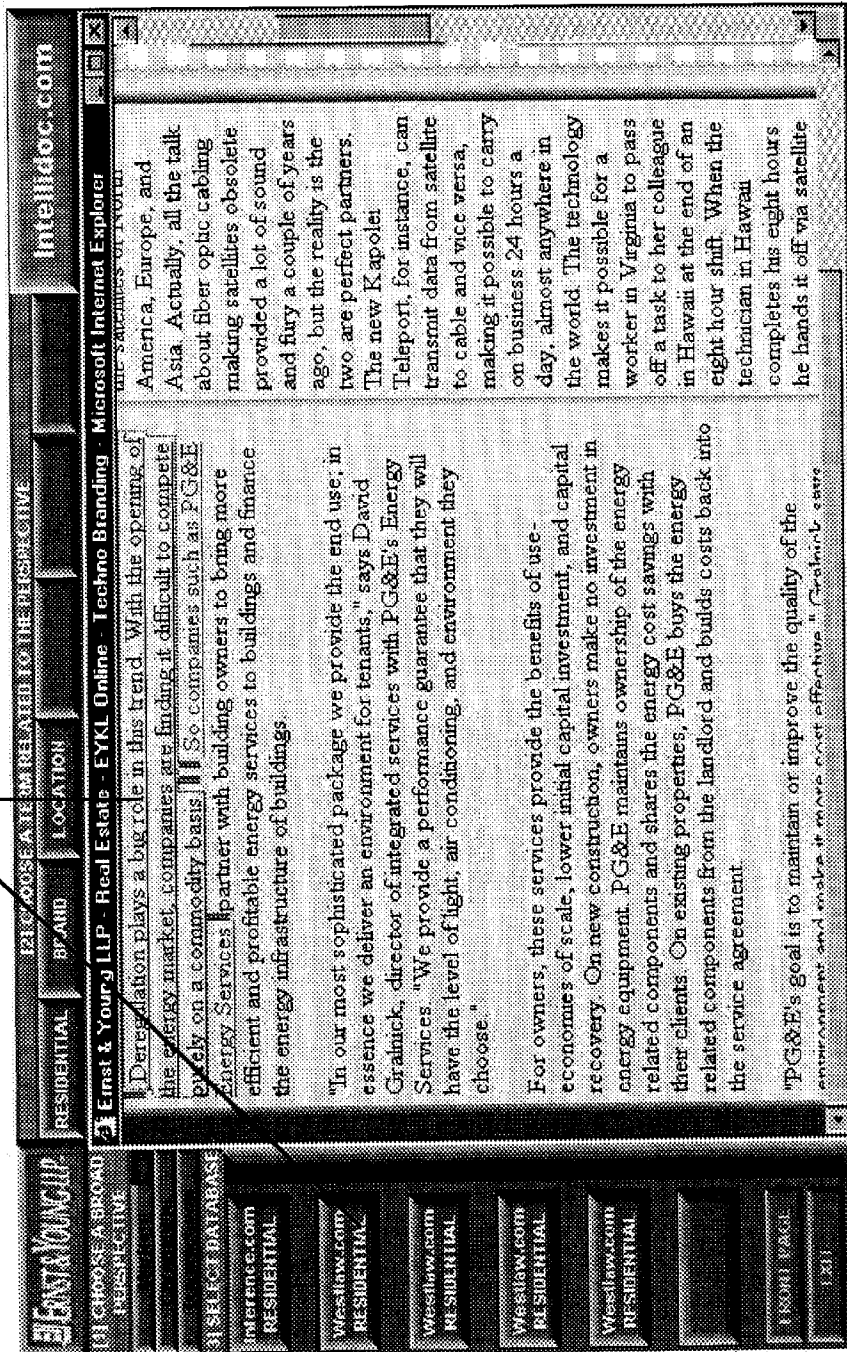 ERNST & YOUNG LLP
2] CHOOSE A TERM RELATED TO THE PERSPECTIVE
Intellidoc.com
RESIDENTIAL
BRAND
LOCATION
1] CHOOSE A BROAD
PERSPECTIVE
3] SELECT DATABASE
Inference.com
RESIDENTIAL
Westlaw.com
RESIDENTIAL
Westlaw.com
RESIDENTIAL
Westlaw.com
RESIDENTIAL
Westlaw.com
RESIDENTIAL
FRONT PAGE
EXIT
Ernst & Young LLP - Real Estate - EYKL Online - Techno Branding - Microsoft Internet Explorer
Deregulation plays a big role in this trend. With the opening of
the energy market, companies are finding it difficult to compete
purely on a commodity basis. So companies such as PG&E
Energy Services partner with building owners to bring more
efficient and profitable energy services to buildings and finance
the energy infrastructure of buildings.
"In our most sophisticated package we provide the end use; in
essence we deliver an environment for tenants," says David
Gralnick, director of integrated services with PG&E's Energy
Services. "We provide a performance guarantee that they will
have the level of light, air conditioning, and environment they
choose."
For owners, these services provide the benefits of use-
economies of scale, lower initial capital investment, and capital
recovery. On new construction, owners make no investment in
energy equipment. PG&E maintains ownership of the energy
related components and shares the energy cost savings with
their clients. On existing properties, PG&E buys the energy
related components from the landlord and builds costs back into
the service agreement.
"PG&E's goal is to maintain or improve the quality of the
environment and make it more cost effective," Gralnick says
the satellites of North
America, Europe, and
Asia. Actually, all the talk
about fiber optic cabling
making satellites obsolete
provided a lot of sound
and fury a couple of years
ago, but the reality is the
two are perfect partners.
The new Kapolei
Teleport, for instance, can
transmit data from satellite
to cable and vice versa,
making it possible to carry
on business 24 hours a
day, almost anywhere in
the world. The technology
makes it possible for a
worker in Virginia to pass
off a task to her colleague
in Hawaii at the end of an
eight hour shift. When the
technician in Hawaii
completes his eight hours
he hands it off via satellite